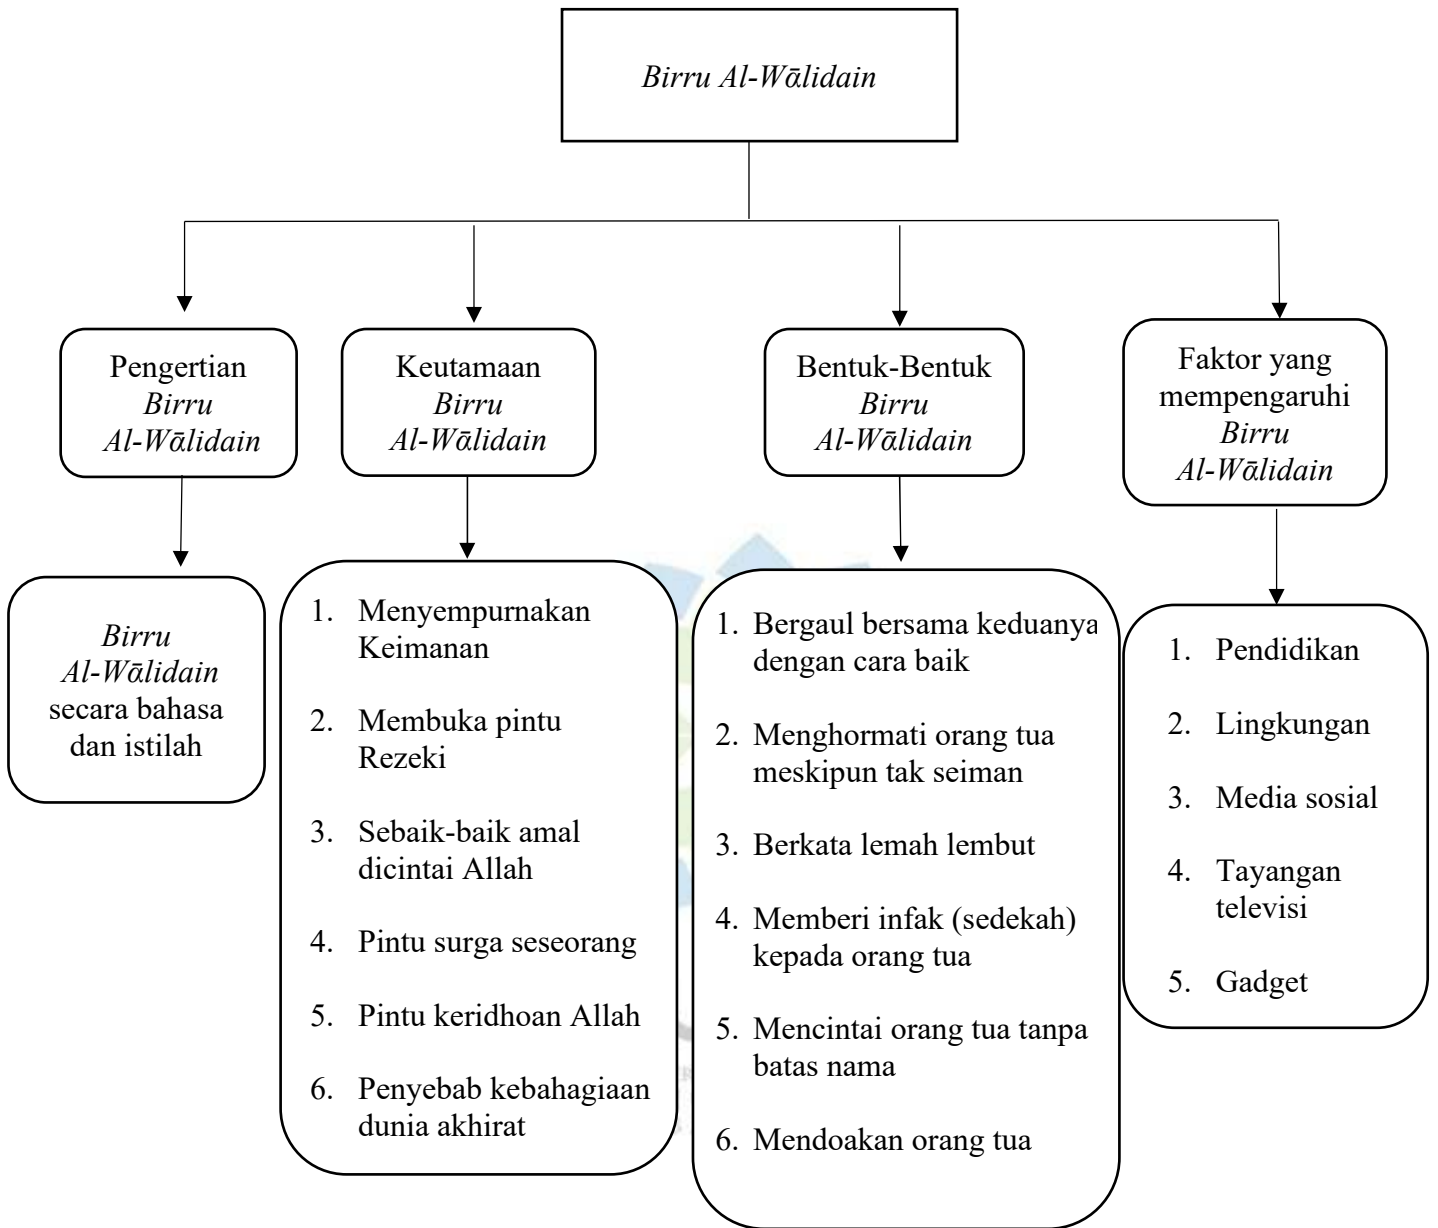 Birru Al-Wālidain
Pengertian
Birru
Al-Wālidain
Keutamaan
Birru
Al-Wālidain
Bentuk-Bentuk
Birru
Al-Wālidain
Faktor yang
mempengaruhi
Birru
Al-Wālidain
Birru
Al-Wālidain
secara bahasa
dan istilah
1. Menyempurnakan
Keimanan
2. Membuka pintu
Rezeki
3. Sebaik-baik amal
dicintai Allah
4. Pintu surga seseorang
5. Pintu keridhoan Allah
6. Penyebab kebahagiaan
dunia akhirat
1. Bergaul bersama keduanya
dengan cara baik
2. Menghormati orang tua
meskipun tak seiman
3. Berkata lemah lembut
4. Memberi infak (sedekah)
kepada orang tua
5. Mencintai orang tua tanpa
batas nama
6. Mendoakan orang tua
1. Pendidikan
2. Lingkungan
3. Media sosial
4. Tayangan
televisi
5. Gadget